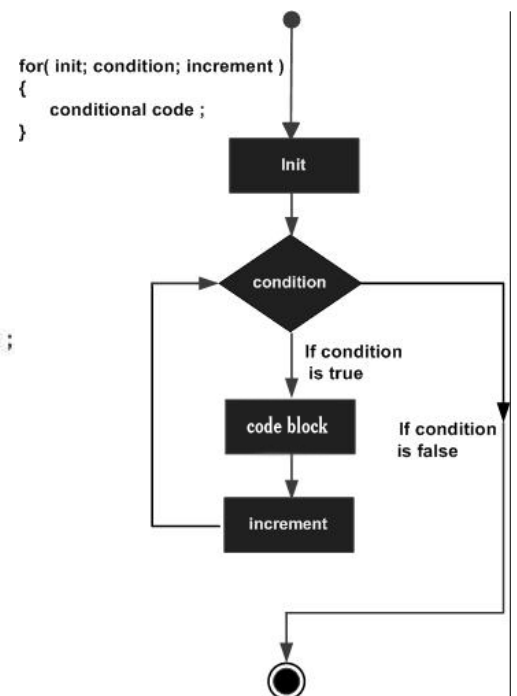 for( init; condition; increment )
{
conditional code ;
}
Init
condition
;
If condition
is true
code block
If condition
is false
increment